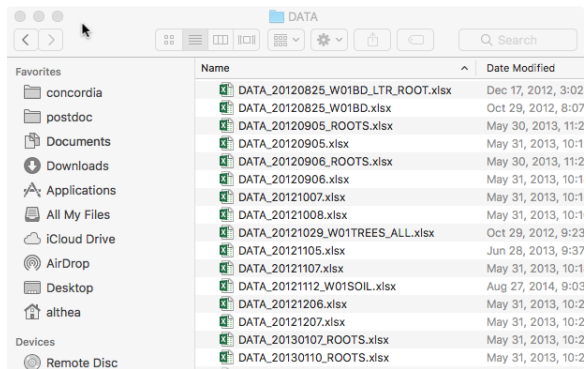 DATA
Search
Favorites
concordia
postdoc
Documents
Downloads
Applications
All My Files
iCloud Drive
AirDrop
Desktop
althea
Devices
Remote Disc
Name Date Modified
DATA_20120825_W01BD_LTR_ROOT.xlsx Dec 17, 2012, 3:02
DATA_20120825_W01BD.xlsx Oct 29, 2012, 8:07
DATA_20120905_ROOTS.xlsx May 30, 2013, 11:2
DATA_20120905.xlsx May 31, 2013, 10:1
DATA_20120906_ROOTS.xlsx May 30, 2013, 11:2
DATA_20120906.xlsx May 31, 2013, 10:1
DATA_20121007.xlsx May 31, 2013, 10:1
DATA_20121008.xlsx May 31, 2013, 10:1
DATA_20121029_W01TREES_ALL.xlsx Oct 29, 2012, 9:23
DATA_20121105.xlsx Jun 28, 2013, 9:37
DATA_20121107.xlsx May 31, 2013, 10:1
DATA_20121112_W01SOIL.xlsx Aug 27, 2014, 9:03
DATA_20121206.xlsx May 31, 2013, 10:2
DATA_20121207.xlsx May 31, 2013, 10:2
DATA_20130107_ROOTS.xlsx May 31, 2013, 10:2
DATA_20130110_ROOTS.xlsx May 31, 2013, 10:2